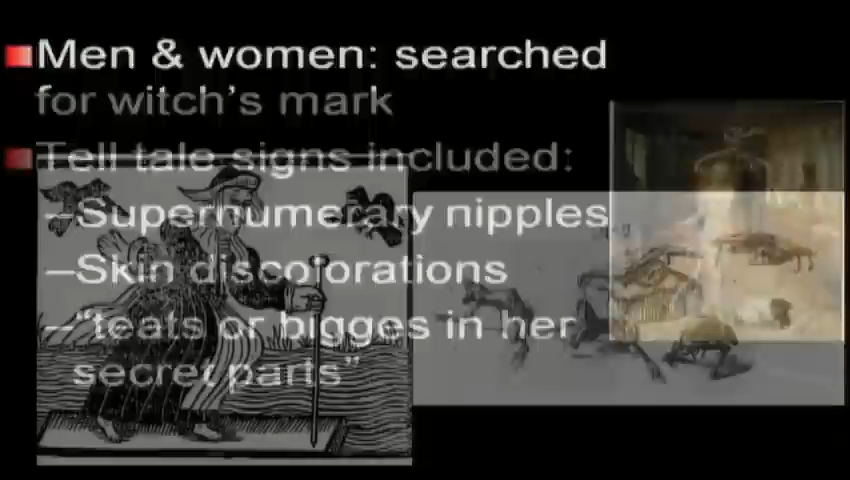 Men & women: searched
for witch's mark
Tell tale signs included:
–Supernumerary nipples
–Skin discolorations
–"teats or bigges in her
secret parts"